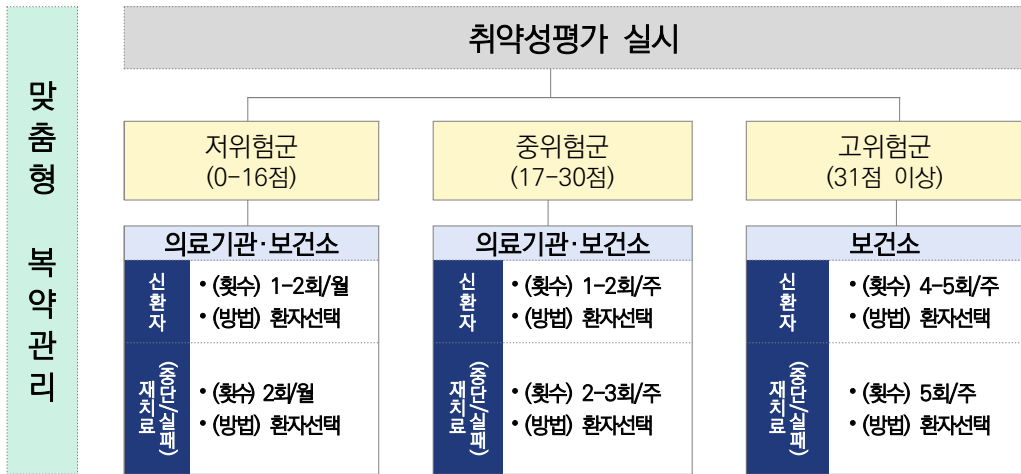 맞춤형 복약관리
취약성평가 실시
저위험군
(0-16점)
중위험군
(17-30점)
고위험군
(31점 이상)
의료기관·보건소
신환자
• (횟수) 1-2회/월
• (방법) 환자선택
재치료
(중단/실패)
• (횟수) 2회/월
• (방법) 환자선택
의료기관·보건소
신환자
• (횟수) 1-2회/주
• (방법) 환자선택
재치료
(중단/실패)
• (횟수) 2-3회/주
• (방법) 환자선택
보건소
신환자
• (횟수) 4-5회/주
• (방법) 환자선택
재치료
(중단/실패)
• (횟수) 5회/주
• (방법) 환자선택